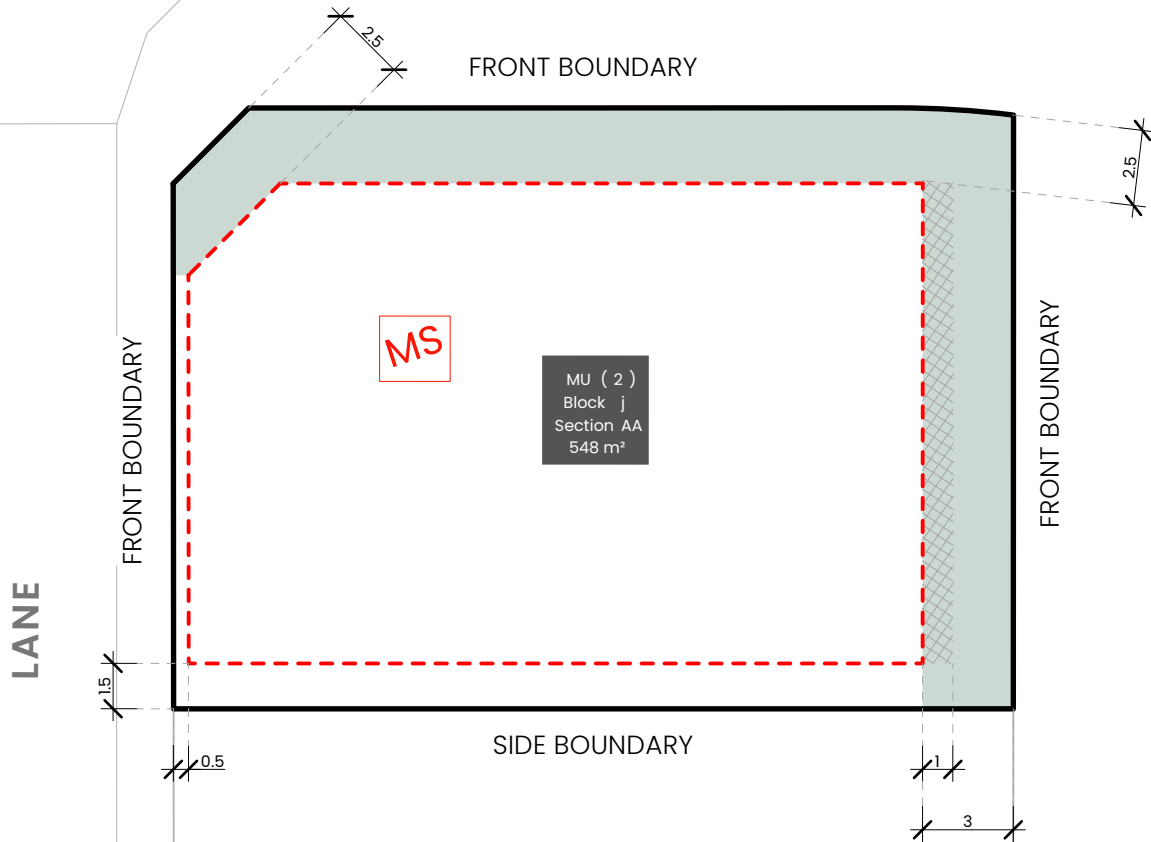 2.5
FRONT BOUNDARY
2.5
MS
MU ( 2 )
Block j
Section AA
548 m²
FRONT BOUNDARY
FRONT BOUNDARY
LANE
1.5
SIDE BOUNDARY
0.5
1
3